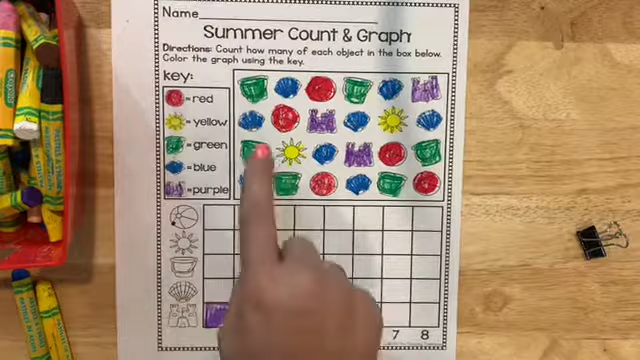 Name
Summer Count & Graph
Directions: Count how many of each object in the box below.
Color the graph using the key.
key:
=red
=yellow
=green
=blue
=purple
7 8